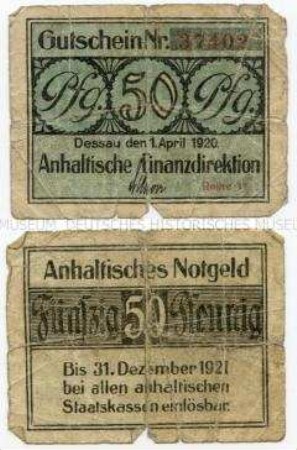 Gutschein Nr. 37402
Pfg. 50 Pfg.
Dessau den 1. April 1920.
Anhaltische Finanzdirektion
Reihe
MUSEUM DEUTSCHES HISTORISCHES MUSEUM
Anhaltisches Notgeld
Fünfzig 50 Pfennig
Bis 31. Dezember 1921
bei allen anhaltischen
Staatskassen einlösbar.